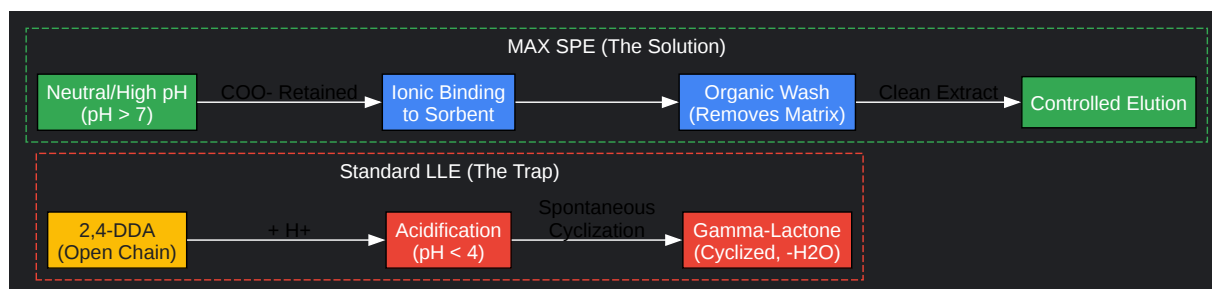 MAX SPE (The Solution)
Neutral/High pH
(pH > 7)
COO- Retained
Ionic Binding
to Sorbent
Organic Wash
(Removes Matrix)
Clean Extract
Controlled Elution
Standard LLE (The Trap)
2,4-DDA
(Open Chain)
+ H+
Acidification
(pH < 4)
Spontaneous
Cyclization
Gamma-Lactone
(Cyclized, -H2O)